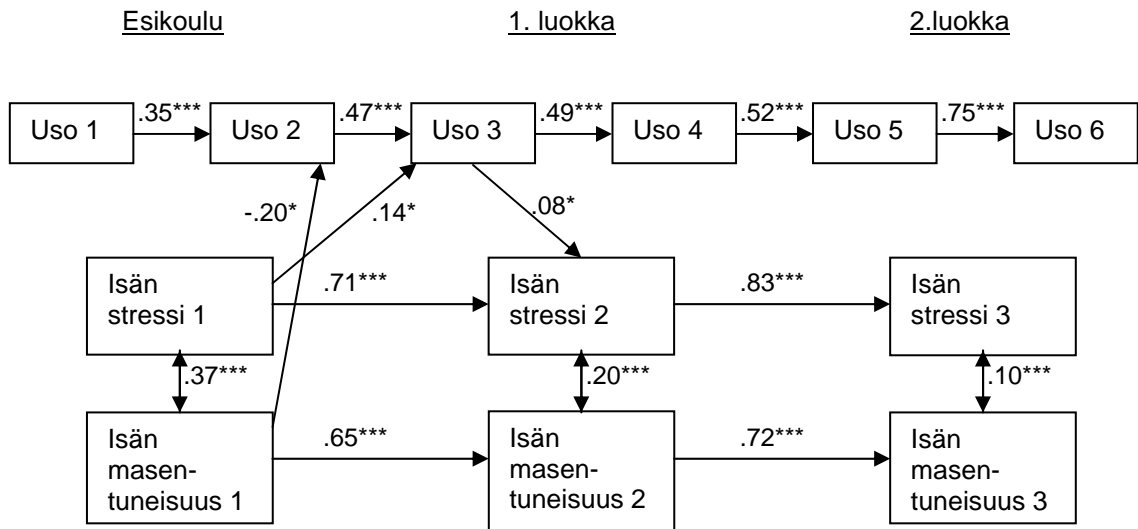 Esikoulu 1. luokka 2.luokka
.35*** .47*** .49*** .52*** .75***
Uso 1 Uso 2 Uso 3 Uso 4 Uso 5 Uso 6
-.20* .14* .08*
Isän
stressi 1
.71***
Isän
stressi 2
.83***
Isän
stressi 3
.37*** .20*** .10***
Isän
masen-
tuneisuus 1
.65***
Isän
masen-
tuneisuus 2
.72***
Isän
masen-
tuneisuus 3